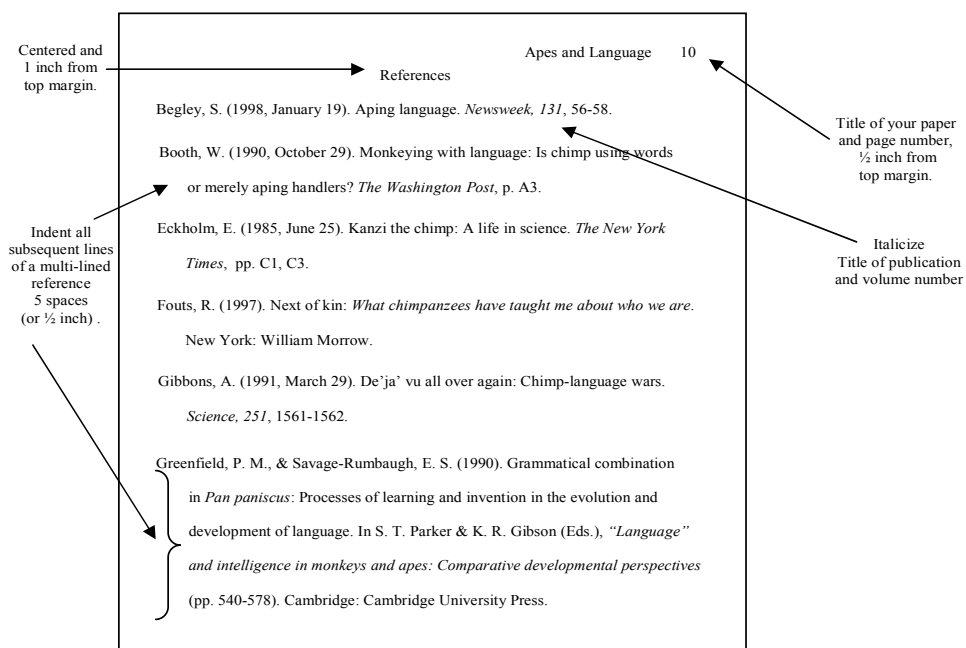 Centered and
1 inch from
top margin.
Apes and Language 10
References
Begley, S. (1998, January 19). Aping language. Newsweek, 131, 56-58.
Booth, W. (1990, October 29). Monkeying with language: Is chimp using words
or merely aping handlers? The Washington Post, p. A3.
Eckholm, E. (1985, June 25). Kanzi the chimp: A life in science. The New York
Times, pp. C1, C3.
Fouts, R. (1997). Next of kin: What chimpanzees have taught me about who we are.
New York: William Morrow.
Gibbons, A. (1991, March 29). De'ja' vu all over again: Chimp-language wars.
Science, 251, 1561-1562.
Greenfield, P. M., & Savage-Rumbaugh, E. S. (1990). Grammatical combination
in Pan paniscus: Processes of learning and invention in the evolution and
development of language. In S. T. Parker & K. R. Gibson (Eds.), “Language”
and intelligence in monkeys and apes: Comparative developmental perspectives
(pp. 540-578). Cambridge: Cambridge University Press.
Indent all
subsequent lines
of a multi-lined
reference
5 spaces
(or ½ inch) .
Title of your paper
and page number,
½ inch from
top margin.
Italicize
Title of publication
and volume number